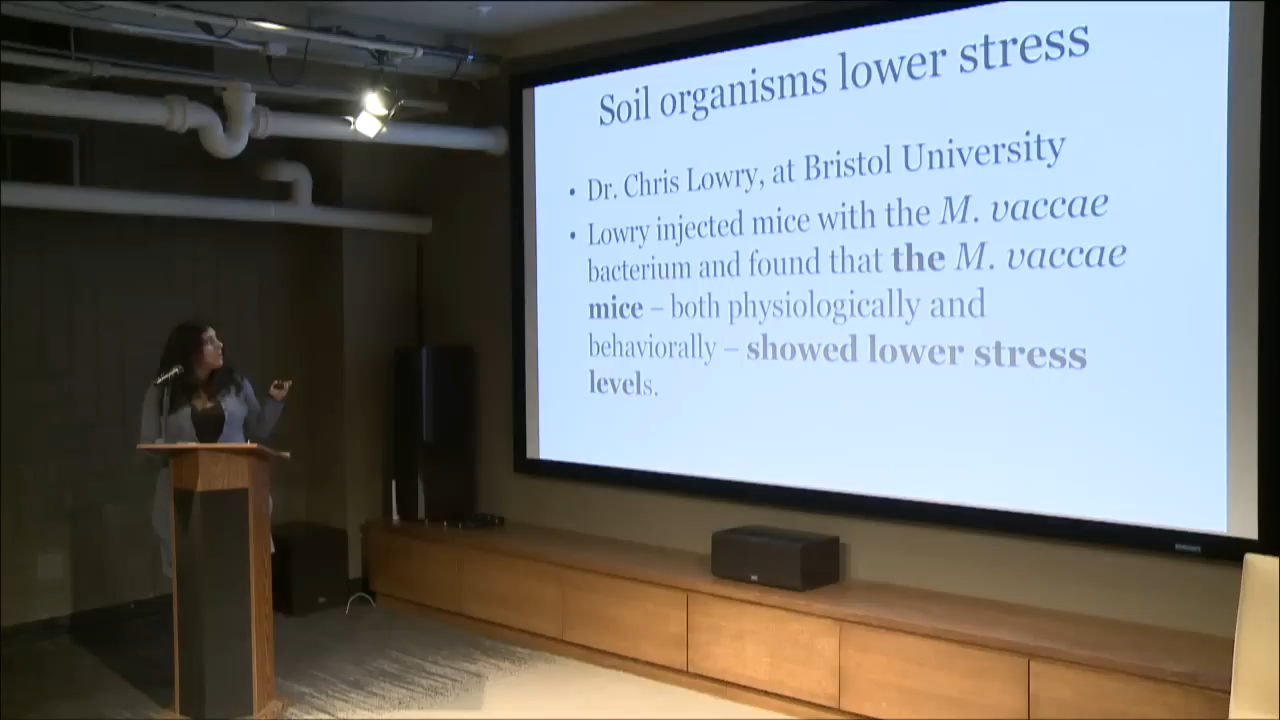 Soil organisms lower stress
• Dr. Chris Lowry, at Bristol University
• Lowry injected mice with the M. vaccae
bacterium and found that the M. vaccae
mice – both physiologically and
behaviorally – showed lower stress
levels.